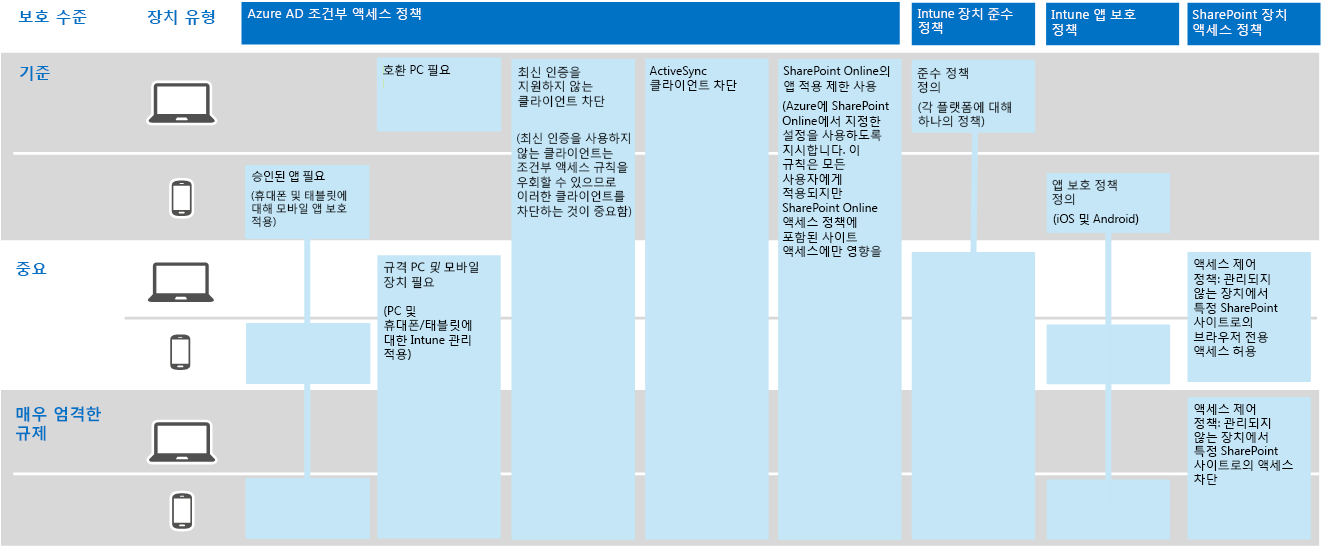 보호 수준
장치 유형
Azure AD 조건부 액세스 정책
Intune 장치 준수
정책
Intune 앱 보호
정책
SharePoint 장치
액세스 정책
기준
호환 PC 필요
최신 인증을
지원하지 않는
클라이언트 차단
(최신 인증을 사용하지
않는 클라이언트는
조건부 액세스 규칙을
우회할 수 있으므로
이러한 클라이언트를
차단하는 것이 중요함)
ActiveSync
클라이언트 차단
SharePoint Online의
앱 적용 제한 사용
(Azure에 SharePoint
Online에서 지정한
설정을 사용하도록
지시합니다. 이
규칙은 모든
사용자에게
적용되지만
SharePoint Online
액세스 정책에
포함된 사이트
액세스에만 영향을
준수 정책
정의
(각 플랫폼에 대해
하나의 정책)
승인된 앱 필요
(휴대폰 및 태블릿에
대해 모바일 앱 보호
적용)
앱 보호 정책
정의
(iOS 및 Android)
중요
규격 PC 및 모바일
장치 필요
(PC 및
휴대폰/태블릿에
대한 Intune 관리
적용)
액세스 제어
정책: 관리되지
않는 장치에서
특정 SharePoint
사이트로의
브라우저 전용
액세스 허용
매우 엄격한
규제
액세스 제어
정책: 관리되지
않는 장치에서
특정 SharePoint
사이트로의 액세스
차단